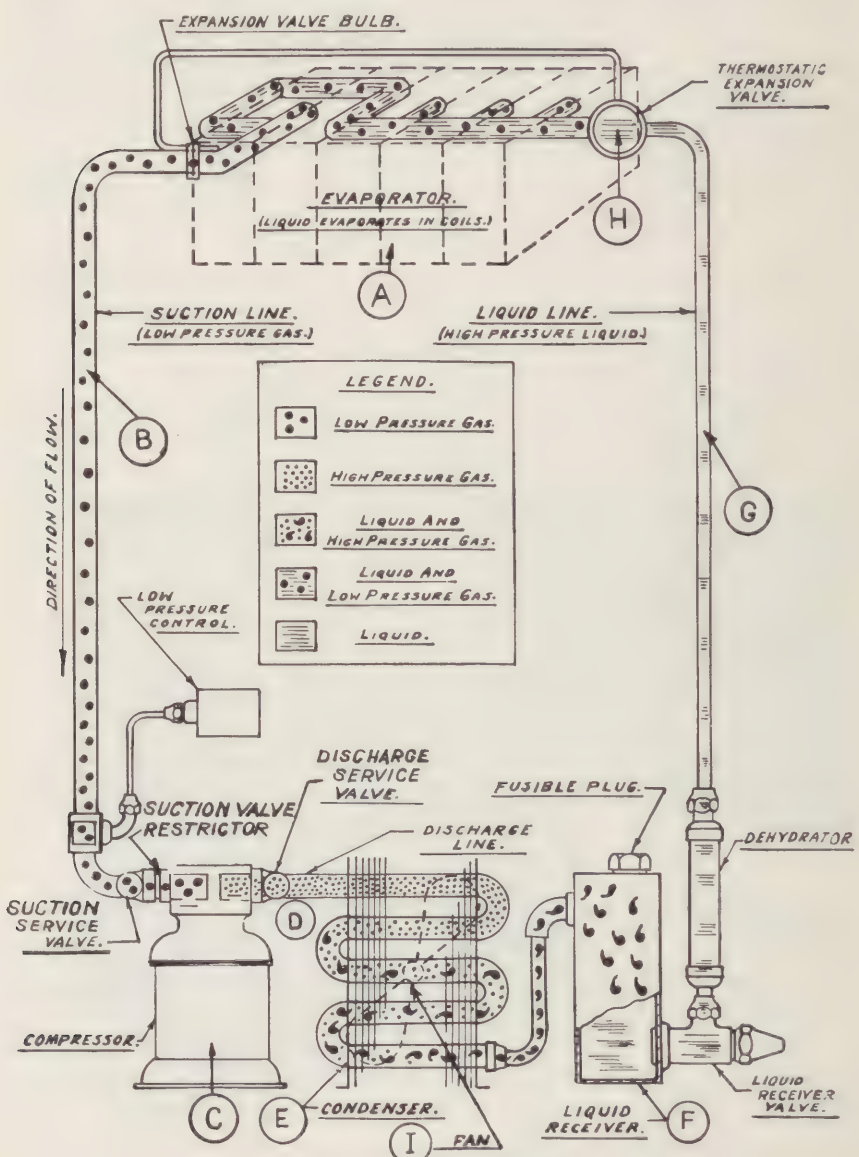 EXPANSION VALVE BULB.
THERMOSTATIC
EXPANSION
VALVE.
EVAPORATOR.
(LIQUID EVAPORATES IN COILS.)
H
A
SUCTION LINE.
(LOW PRESSURE GAS.)
LIQUID LINE.
(HIGH PRESSURE LIQUID.)
LEGEND.
LOW PRESSURE GAS.
HIGH PRESSURE GAS.
LIQUID AND
HIGH PRESSURE GAS.
LIQUID AND
LOW PRESSURE GAS.
LIQUID.
B
G
DIRECTION OF FLOW.
LOW
PRESSURE
CONTROL.
DISCHARGE
SERVICE
VALVE.
SUCTION VALVE
RESTRICTOR
DISCHARGE
LINE.
FUSIBLE PLUG.
DEHYDRATOR
D
SUCTION
SERVICE
VALVE.
COMPRESSOR.
C
E
CONDENSER.
I
FAN
LIQUID
RECEIVER.
F
LIQUID
RECEIVER
VALVE.